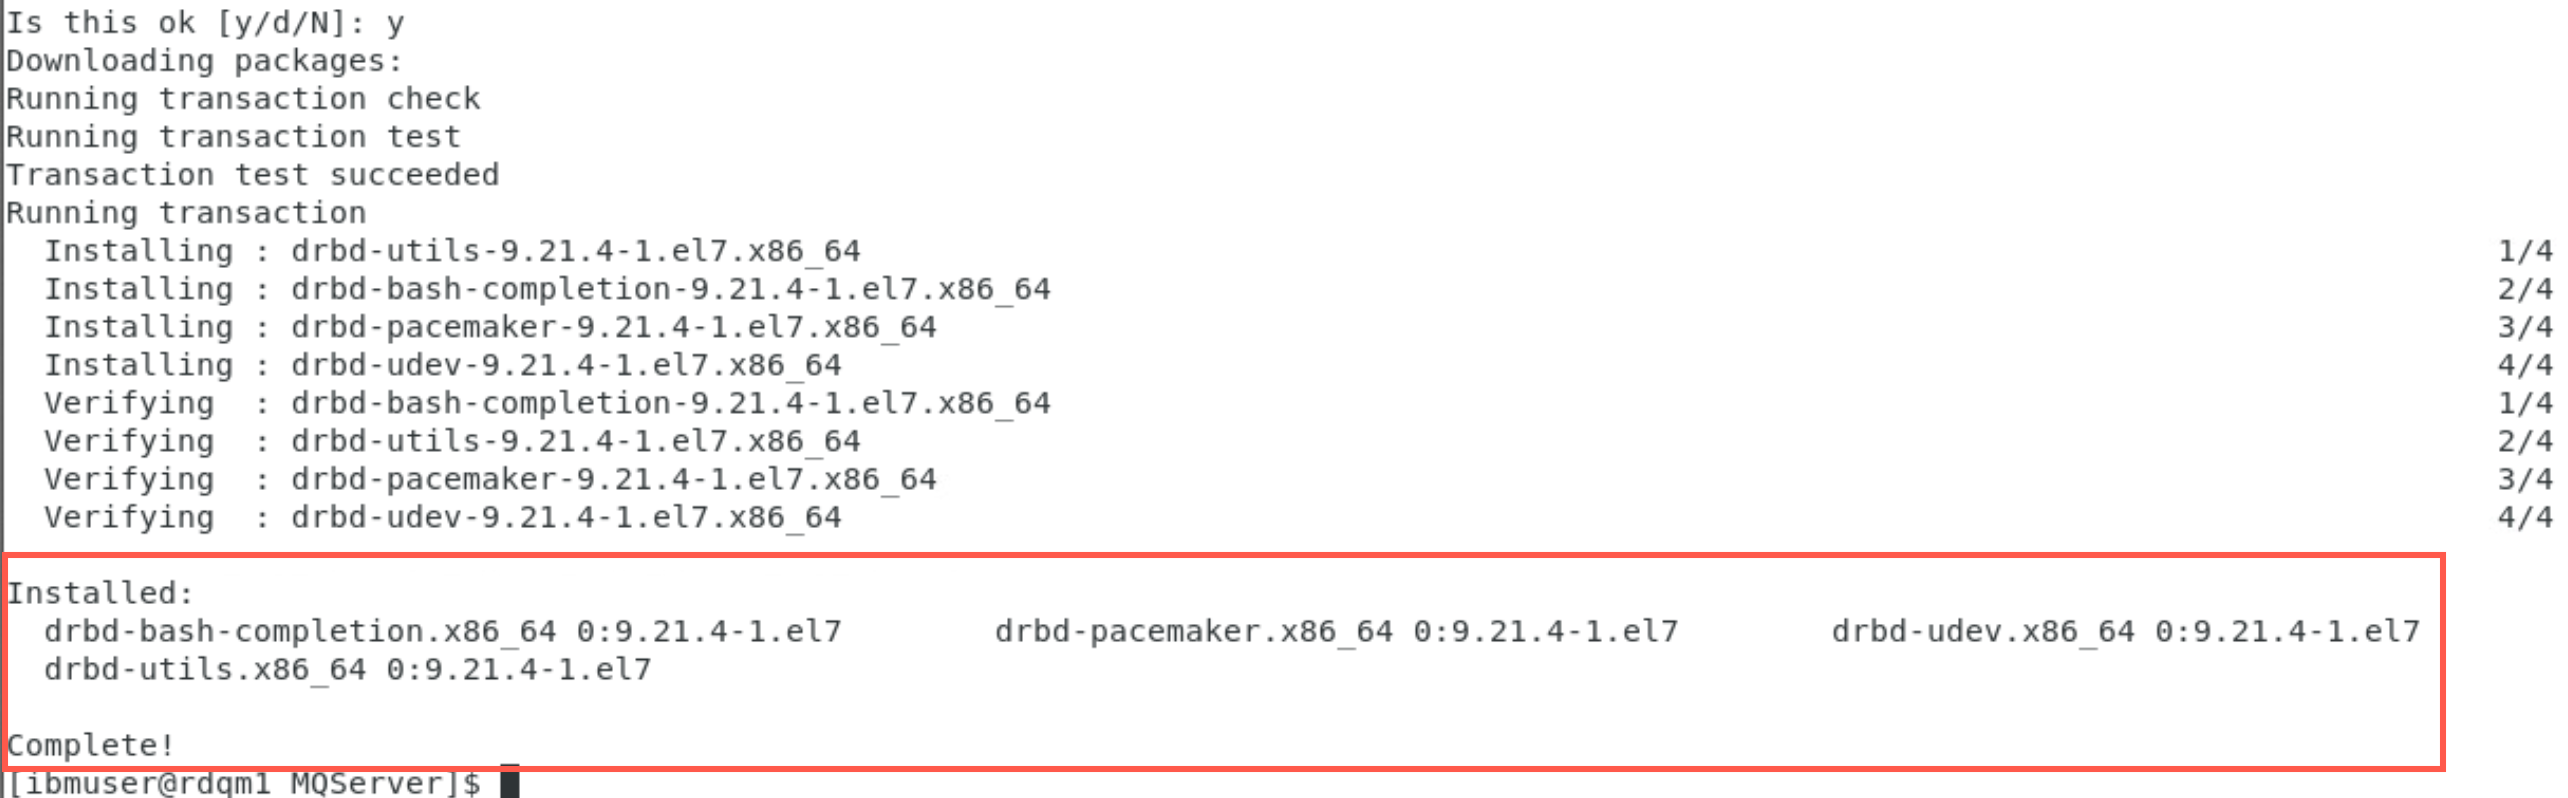 Is this ok [y/d/N]: y
Downloading packages:
Running transaction check
Running transaction test
Transaction test succeeded
Running transaction
  Installing : drbd-utils-9.21.4-1.el7.x86_64 1/4
  Installing : drbd-bash-completion-9.21.4-1.el7.x86_64 2/4
  Installing : drbd-pacemaker-9.21.4-1.el7.x86_64 3/4
  Installing : drbd-udev-9.21.4-1.el7.x86_64 4/4
  Verifying  : drbd-bash-completion-9.21.4-1.el7.x86_64 1/4
  Verifying  : drbd-utils-9.21.4-1.el7.x86_64 2/4
  Verifying  : drbd-pacemaker-9.21.4-1.el7.x86_64 3/4
  Verifying  : drbd-udev-9.21.4-1.el7.x86_64 4/4
Installed:
  drbd-bash-completion.x86_64 0:9.21.4-1.el7 drbd-pacemaker.x86_64 0:9.21.4-1.el7 drbd-udev.x86_64 0:9.21.4-1.el7
  drbd-utils.x86_64 0:9.21.4-1.el7
Complete!
[ibmuser@rdqm1 MQServer]$